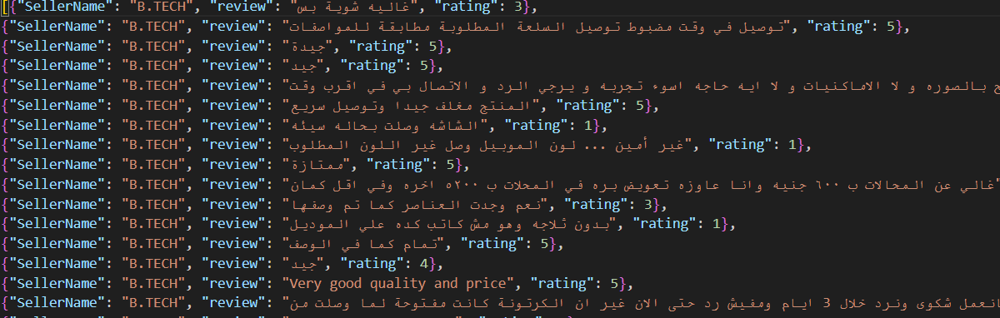 [{"SellerName": "B.TECH", "review": "غاليه شوية بس", "rating": 3},
{"SellerName": "B.TECH", "review": "توصيل في وقت مضبوط توصيل السلعة المطلوبة مطابقة للمواصفات", "rating": 5},
{"SellerName": "B.TECH", "review": "جيدة", "rating": 5},
{"SellerName": "B.TECH", "review": "جيد", "rating": 5},
{"SellerName": "B.TECH", "review": "بالصوره و لا الاماكنيات و لا ايه حاجه اسوء تجربه و يرجي الرد و الاتصال بي في اقرب وقت
{"SellerName": "B.TECH", "review": "المنتج مغلف جيدا وتوصيل سريع", "rating": 5},
{"SellerName": "B.TECH", "review": "الشاشه وصلت بحاله سيئه", "rating": 1},
{"SellerName": "B.TECH", "review": "غير أمين ... لون الموبيل وصل غير اللون المطلوب", "rating": 1},
{"SellerName": "B.TECH", "review": "ممتازة", "rating": 5},
{"SellerName": "B.TECH", "review": "غالي عن المحالات ب ٦٠٠ جنيه وانا عاوزه تعويض بره في المحلات ب ٥٢٠٠ اخره وفي اقل كمان"
{"SellerName": "B.TECH", "review": "نعم وجدت العناصر كما تم وصفها", "rating": 3},
{"SellerName": "B.TECH", "review": "بدون ثلاجه وهو مش كاتب كده علي الموديل", "rating": 1},
{"SellerName": "B.TECH", "review": "تمام كما في الوصف", "rating": 5},
{"SellerName": "B.TECH", "review": "جيد", "rating": 4},
{"SellerName": "B.TECH", "review": "Very good quality and price", "rating": 5},
{"SellerName": "B.TECH", "review": "انعمل شكوى ونرد خلال 3 ايام ومفيش رد حتى الان غير ان الكرتونة كانت مفتوحة لما وصلت من